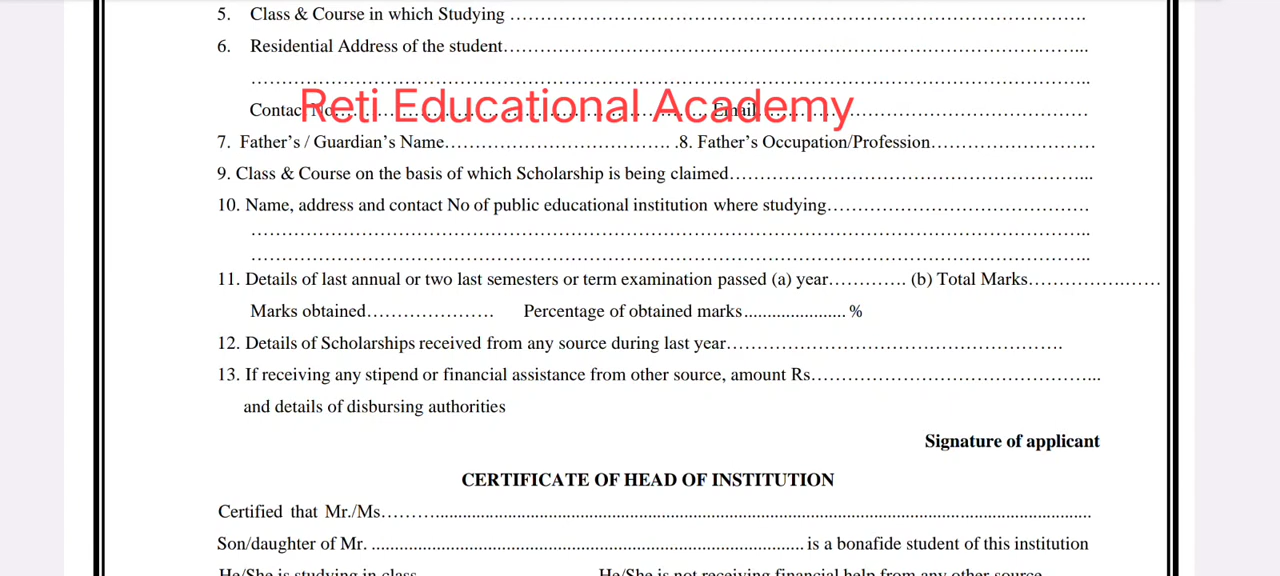 5. Class & Course in which Studying ………………………………………………………………………………….
6. Residential Address of the student…………………………………………………………………………………...
…………………………………………………………………………………………………………………………..
Contact No………… Email…………………………………………………
Reti Educational Academy
7. Father's / Guardian's Name………………………………. .8. Father's Occupation/Profession………………………
9. Class & Course on the basis of which Scholarship is being claimed…………………………………………………...
10. Name, address and contact No of public educational institution where studying……………………………………
…………………………………………………………………………………………………………………………..
…………………………………………………………………………………………………………………………..
11. Details of last annual or two last semesters or term examination passed (a) year…………. (b) Total Marks…………….……
Marks obtained………………… Percentage of obtained marks...................... %
12. Details of Scholarships received from any source during last year……………………………………………….
13. If receiving any stipend or financial assistance from other source, amount Rs………………………………………...
and details of disbursing authorities
Signature of applicant
CERTIFICATE OF HEAD OF INSTITUTION
Certified that Mr./Ms………..............................................................................................................................................
Son/daughter of Mr. ............................................................................................. is a bonafide student of this institution
He/She is studying in class He/She is not receiving financial help from any other source